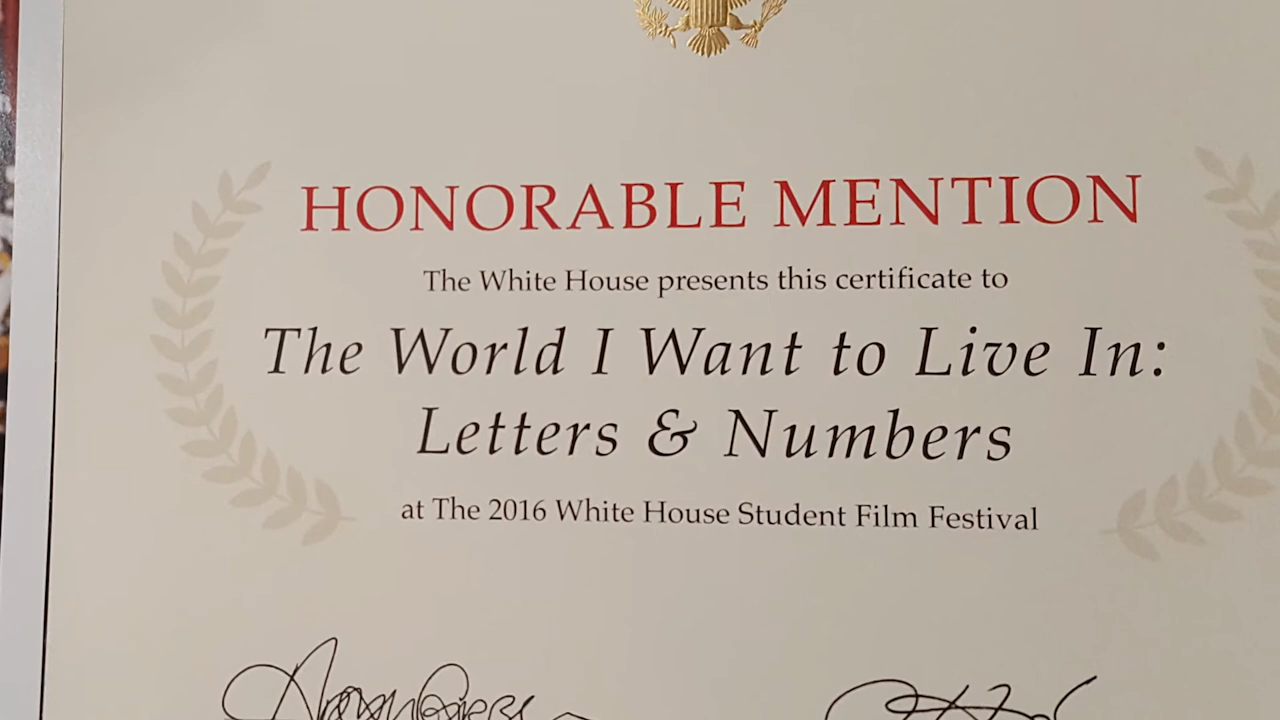 HONORABLE MENTION
The White House presents this certificate to
The World I Want to Live In:
Letters & Numbers
at The 2016 White House Student Film Festival